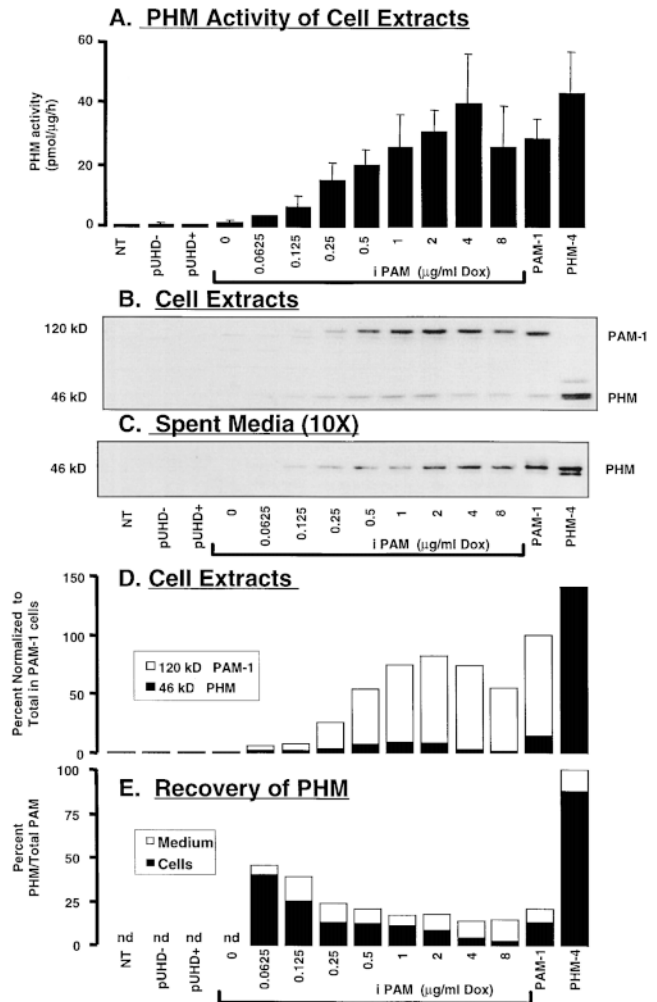 A. PHM Activity of Cell Extracts
PHM activity
(pmol/μg/h)
60
40
20
0
NT
pUHD-
pUHD+
0
0.0625
0.125
0.25
0.5
1
2
4
8
PAM-1
PHM-4
i PAM (μg/ml Dox)
B. Cell Extracts
120 kD
PAM-1
46 kD
PHM
C. Spent Media (10X)
46 kD
PHM
NT
pUHD-
pUHD+
0
0.0625
0.125
0.25
0.5
1
2
4
8
PAM-1
PHM-4
i PAM (μg/ml Dox)
D. Cell Extracts
Percent Normalized to
Total in PAM-1 cells
150
100
50
0
120 kD PAM-1
46 kD PHM
E. Recovery of PHM
Percent
PHM/Total PAM
100
75
50
25
0
Medium
Cells
nd
nd
nd
nd
NT
pUHD-
pUHD+
0
0.0625
0.125
0.25
0.5
1
2
4
8
PAM-1
PHM-4
i PAM (μg/ml Dox)